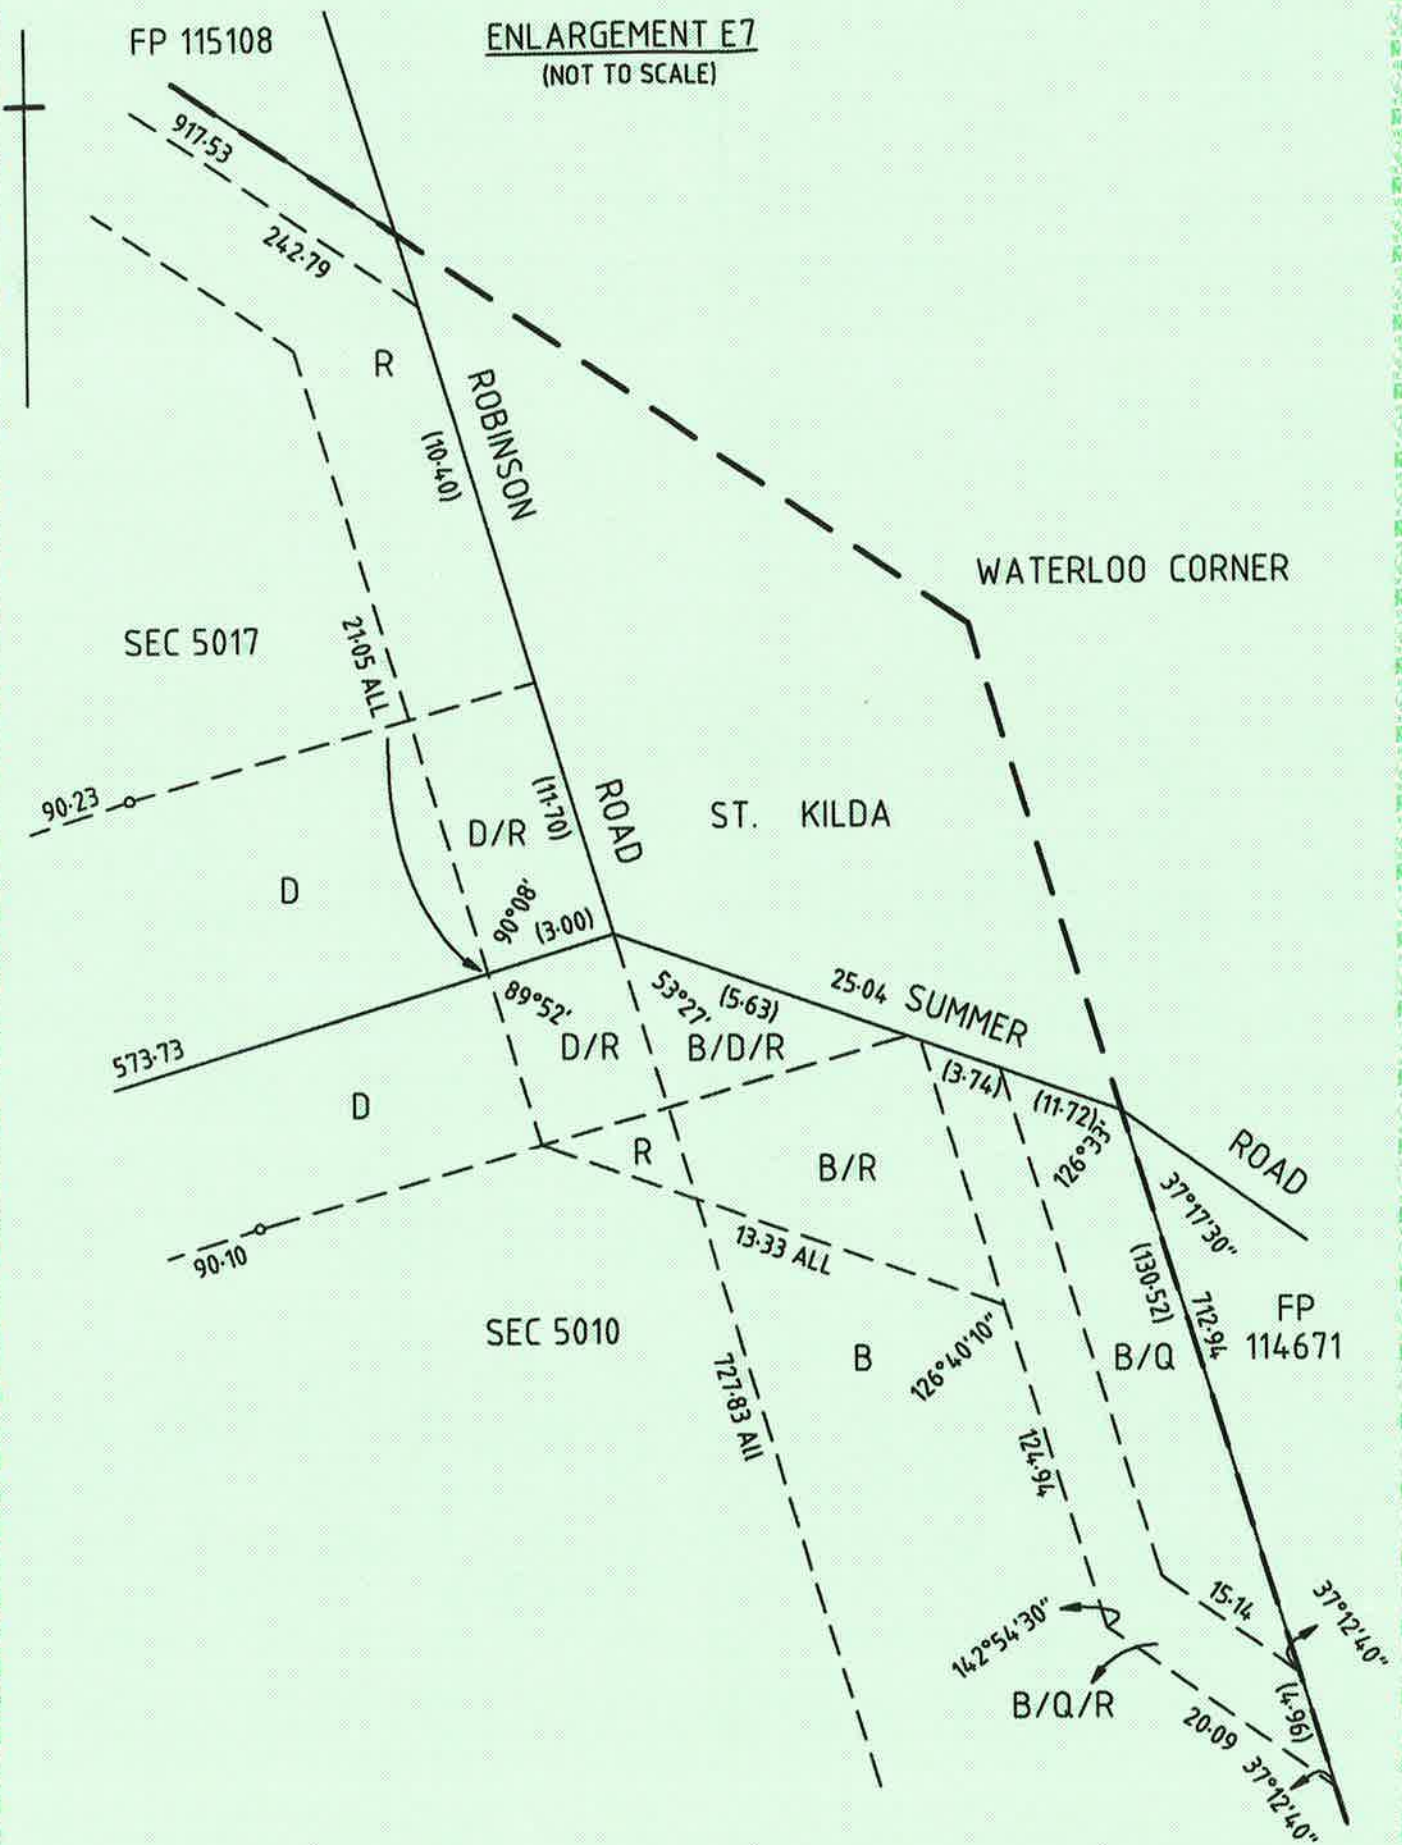 FP 115108
ENLARGEMENT E7
(NOT TO SCALE)
917·53
242·79
R
ROBINSON
(10·40)
WATERLOO CORNER
SEC 5017
21·05 ALL
90·23
ROAD
(11·70)
ST. KILDA
D/R
D
90°08'
(3·00)
89°52'
53°27'
(5·63)
25·04
SUMMER
573·73
D/R
B/D/R
D
(3·74)
(11·72)
126°33'
ROAD
R
B/R
37°17'30"
90·10
13·33 ALL
(130·52)
712·94
FP
114671
SEC 5010
B
126°40'10"
B/Q
727·83 All
124·94
15·14
37°12'40"
142°54'30"
B/Q/R
20·09
(4·96)
37°12'40"